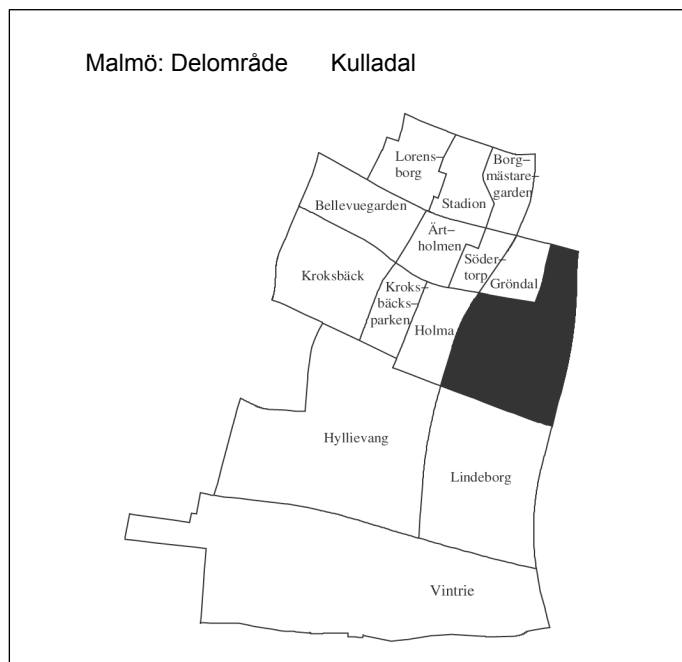 Malmö: Delområde Kulladal
Lorens–
borg
Borg–
mästare–
garden
Stadion
Bellevuegarden
Ärt–
holmen
Söder–
torp
Gröndal
Kroksbäck
Kroks–
bäcks–
parken
Holma
Hyllievang
Lindeborg
Vintrie